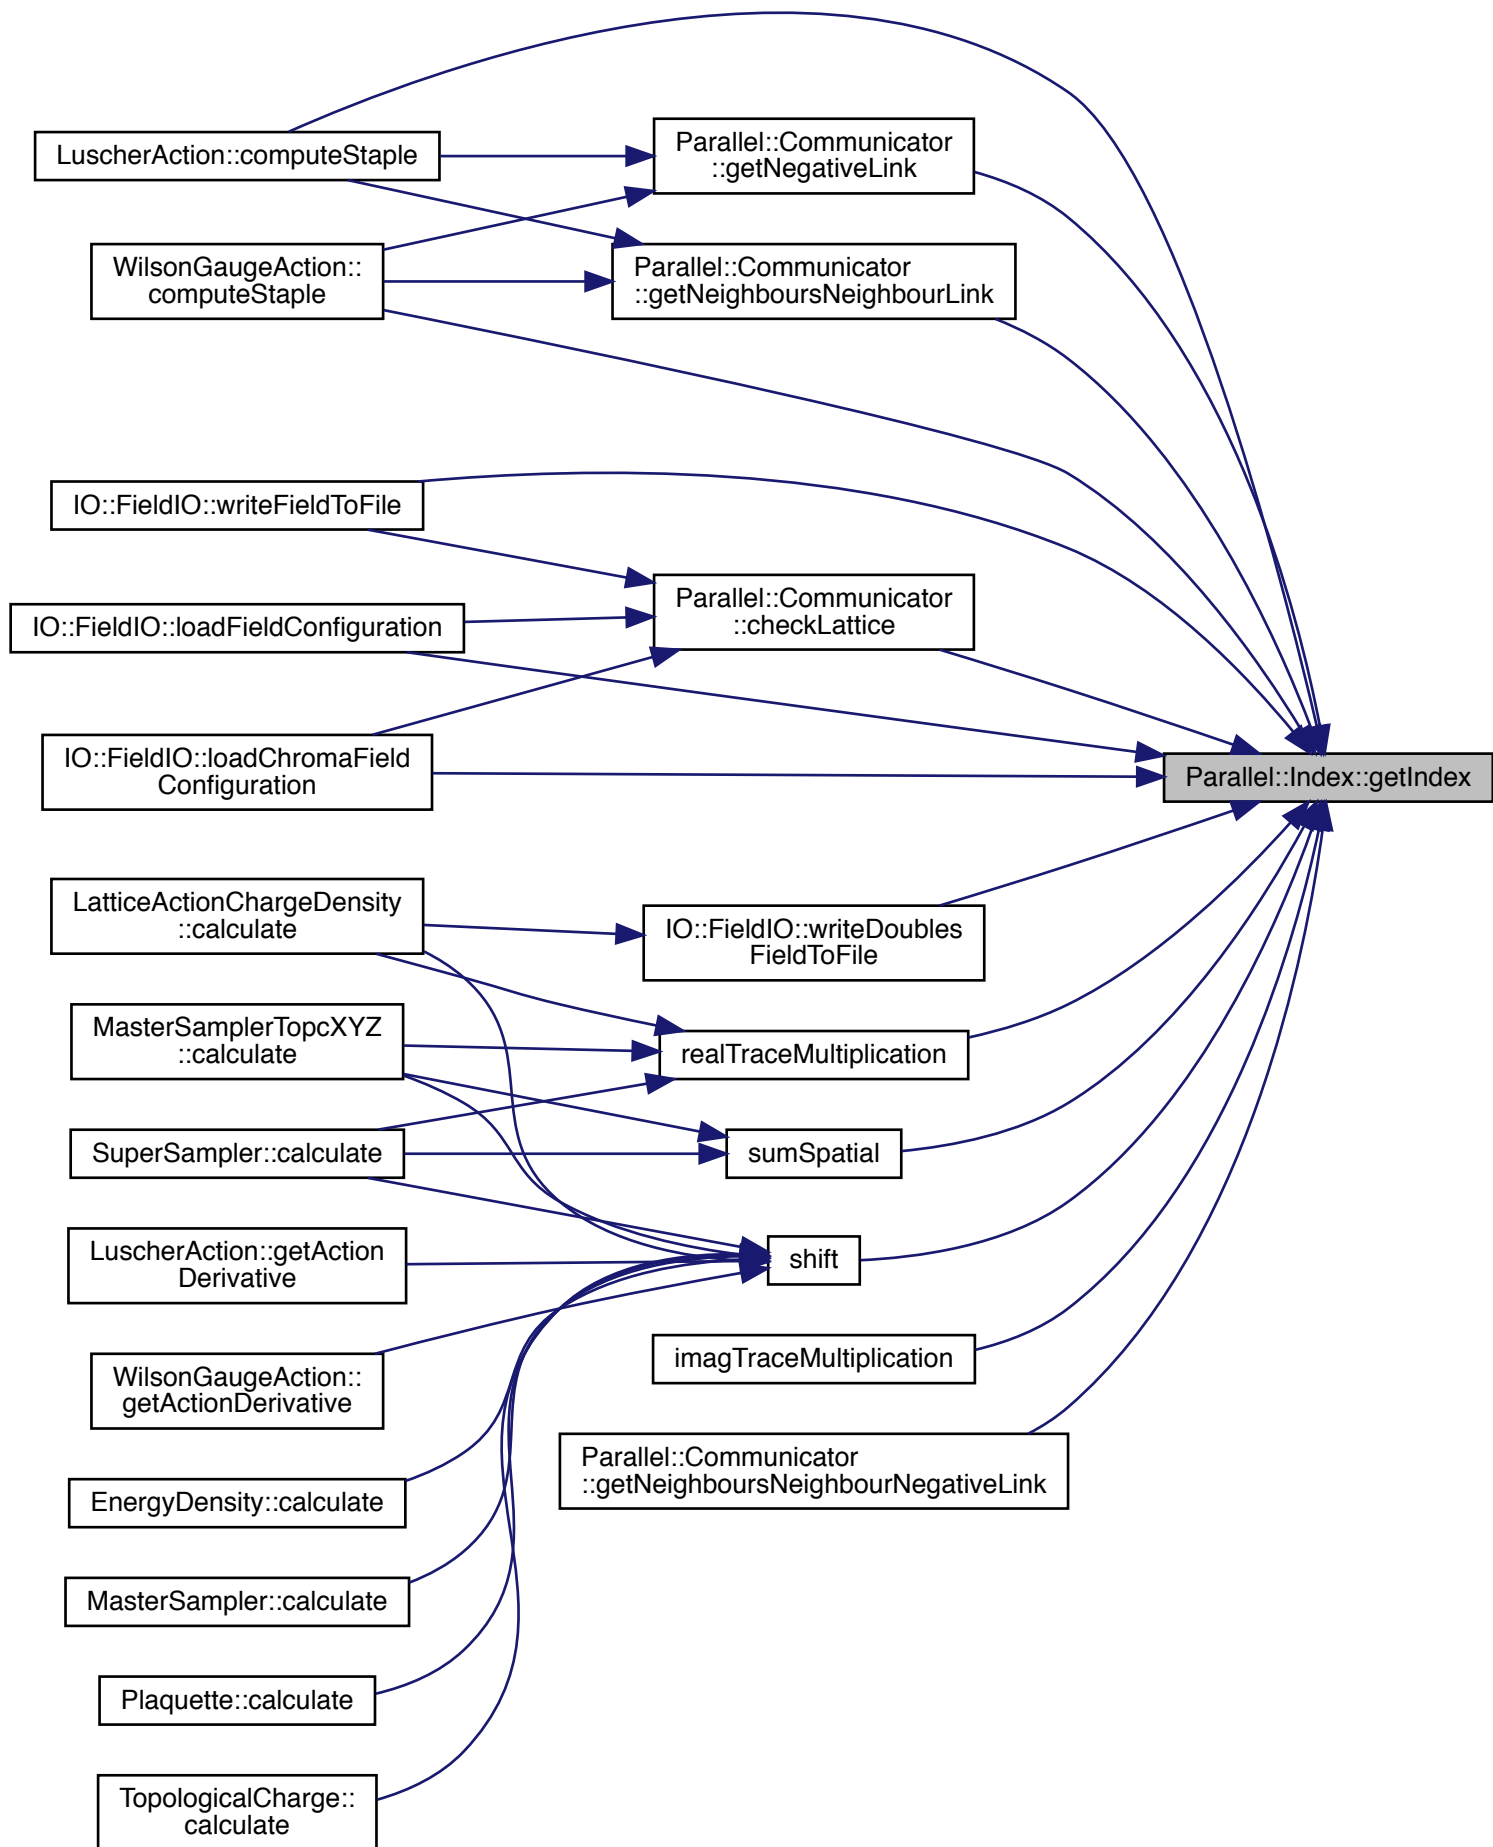 LuscherAction::computeStaple
Parallel::Communicator
::getNegativeLink
WilsonGaugeAction::
computeStaple
Parallel::Communicator
::getNeighboursNeighbourLink
IO::FieldIO::writeFieldToFile
IO::FieldIO::loadFieldConfiguration
Parallel::Communicator
::checkLattice
IO::FieldIO::loadChromaField
Configuration
Parallel::Index::getIndex
LatticeActionChargeDensity
::calculate
IO::FieldIO::writeDoubles
FieldToFile
MasterSamplerTopcXYZ
::calculate
realTraceMultiplication
SuperSampler::calculate
sumSpatial
LuscherAction::getAction
Derivative
shift
WilsonGaugeAction::
getActionDerivative
imagTraceMultiplication
Parallel::Communicator
::getNeighboursNeighbourNegativeLink
EnergyDensity::calculate
MasterSampler::calculate
Plaquette::calculate
TopologicalCharge::
calculate